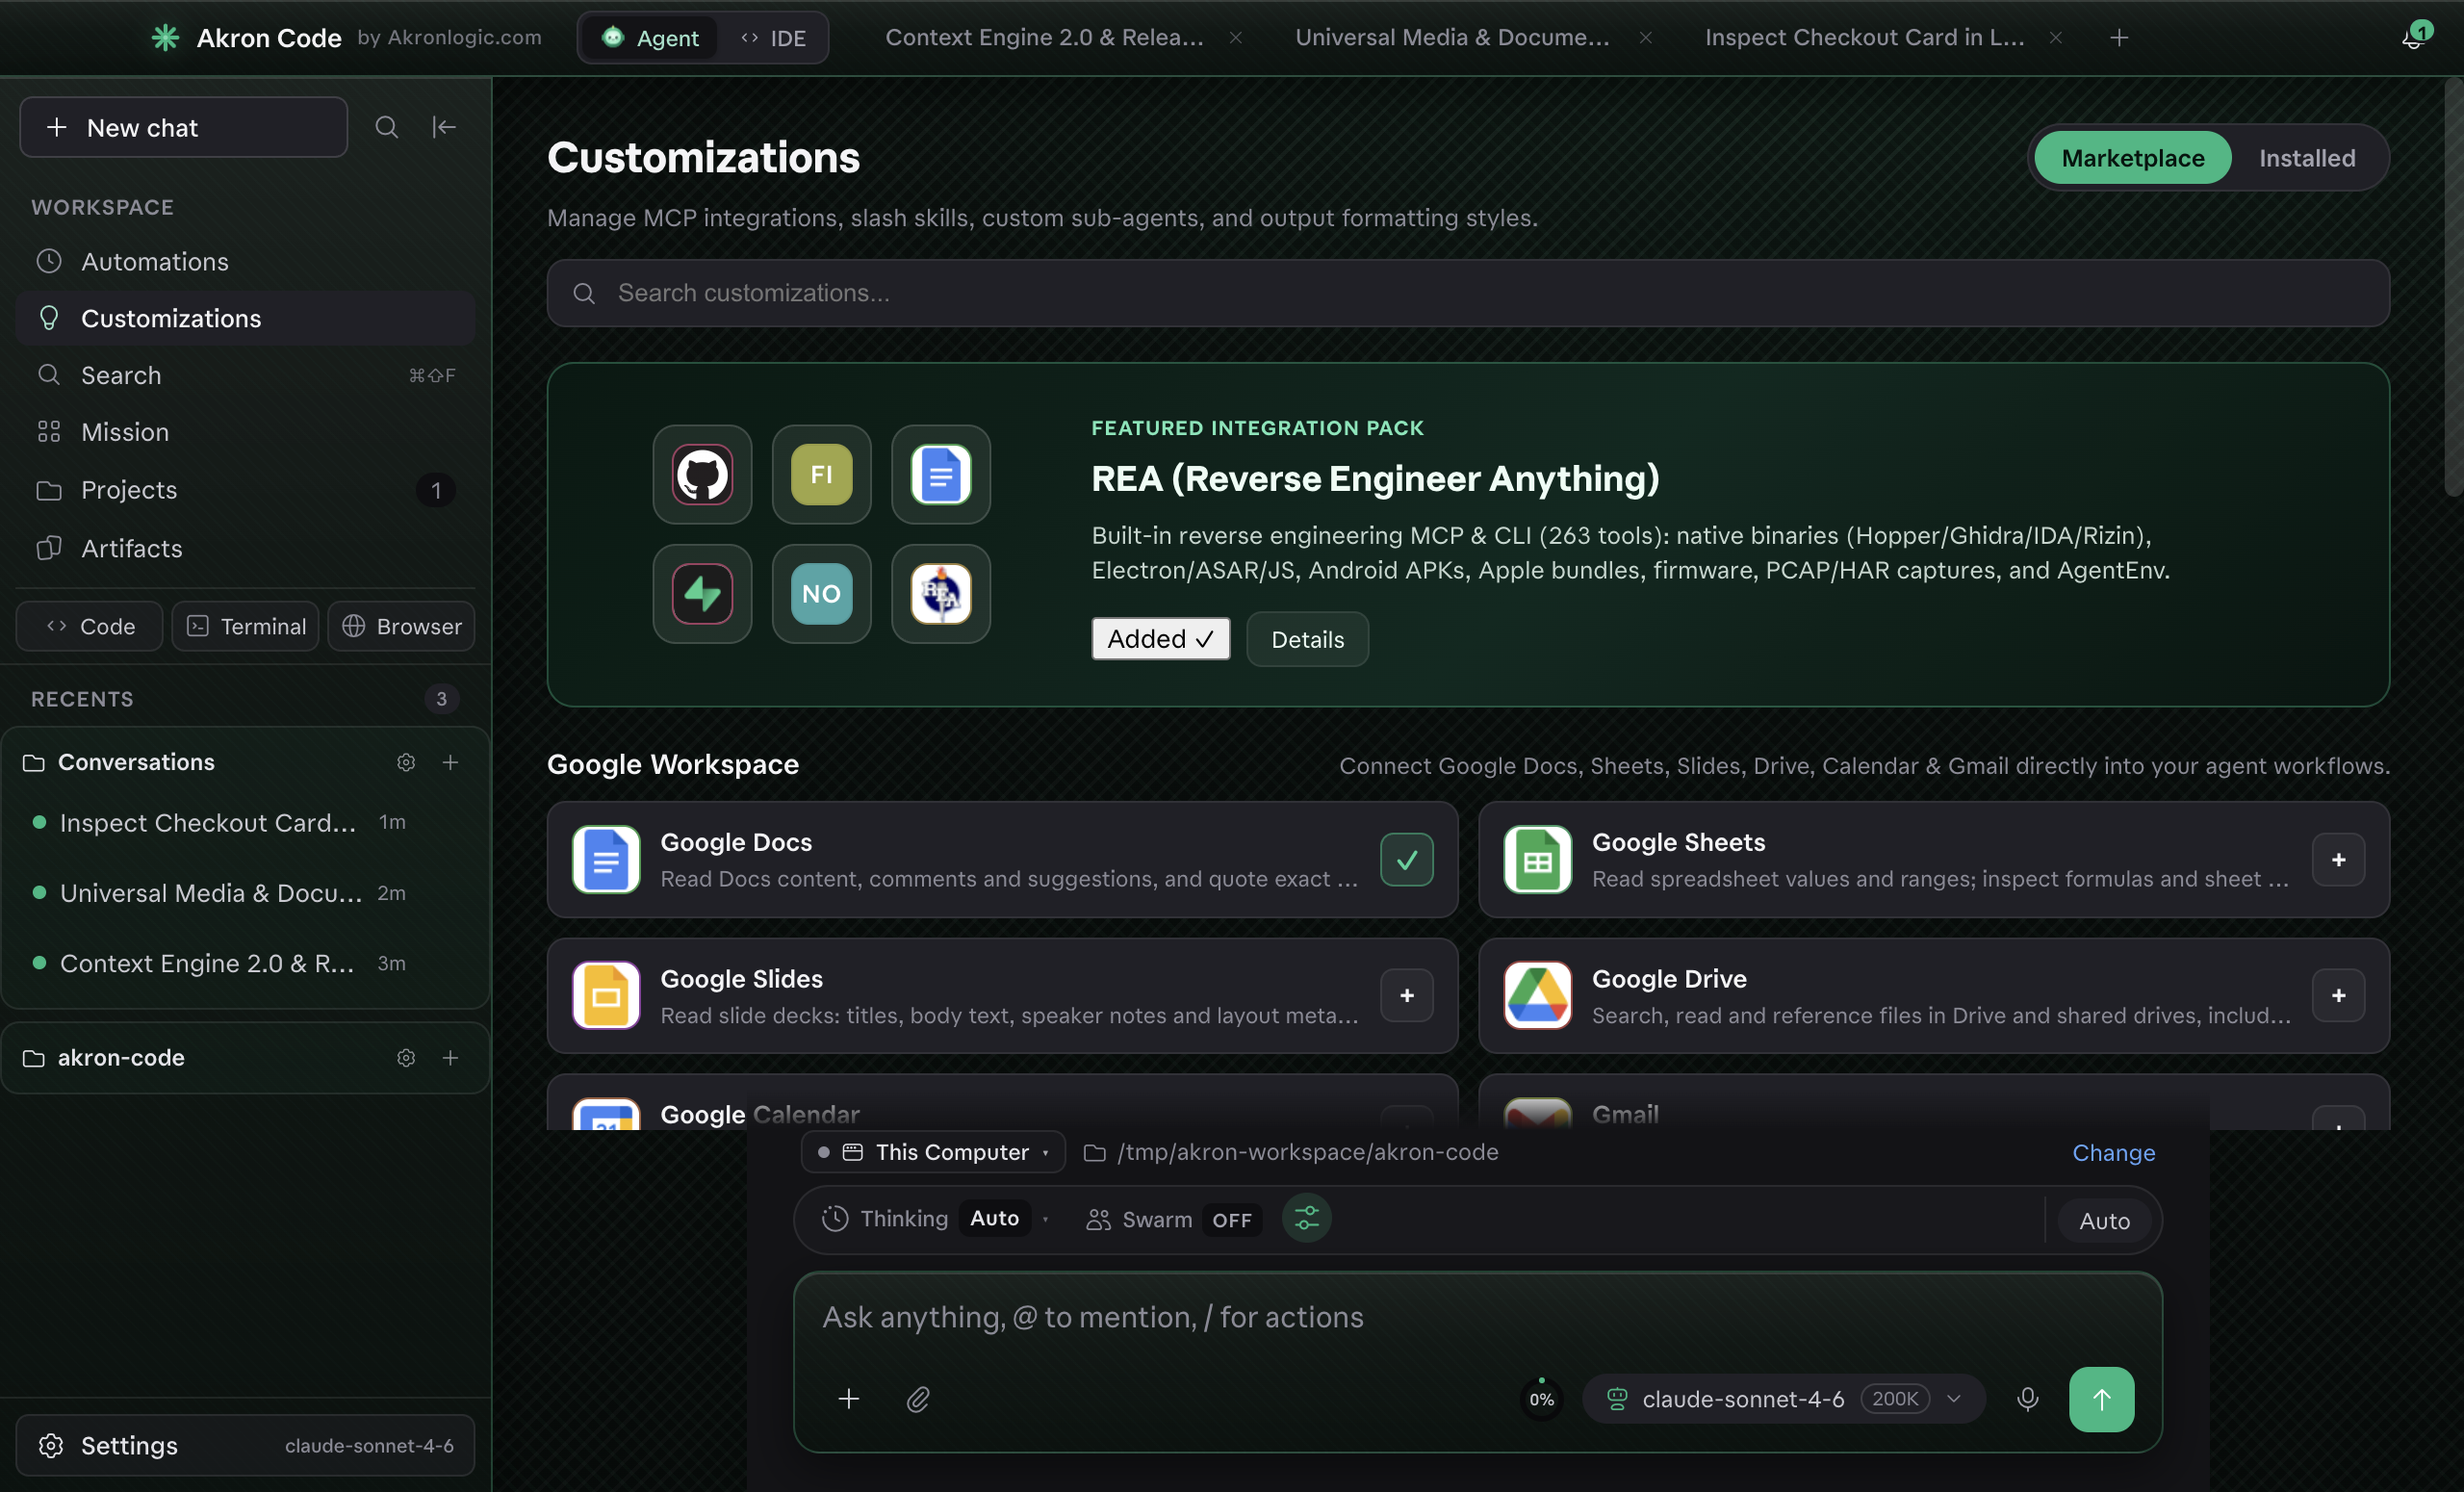 Akron Code by Akronlogic.com
Agent
IDE
Context Engine 2.0 & Relea...
Universal Media & Docume...
Inspect Checkout Card in L...
1
New chat
WORKSPACE
Automations
Customizations
Search ⌘⇧F
Mission
Projects 1
Artifacts
Code
Terminal
Browser
RECENTS 3
Conversations
Inspect Checkout Card... 1m
Universal Media & Docu... 2m
Context Engine 2.0 & R... 3m
akron-code
Settings claude-sonnet-4-6
Customizations
Marketplace
Installed
Manage MCP integrations, slash skills, custom sub-agents, and output formatting styles.
Search customizations...
FI
NO
REA
FEATURED INTEGRATION PACK
REA (Reverse Engineer Anything)
Built-in reverse engineering MCP & CLI (263 tools): native binaries (Hopper/Ghidra/IDA/Rizin),
Electron/ASAR/JS, Android APKs, Apple bundles, firmware, PCAP/HAR captures, and AgentEnv.
Added ✓
Details
Google Workspace
Connect Google Docs, Sheets, Slides, Drive, Calendar & Gmail directly into your agent workflows.
Google Docs
Read Docs content, comments and suggestions, and quote exact ...
Google Sheets
Read spreadsheet values and ranges; inspect formulas and sheet ...
Google Slides
Read slide decks: titles, body text, speaker notes and layout meta...
Google Drive
Search, read and reference files in Drive and shared drives, includ...
Google Calendar
31
Gmail
This Computer
/tmp/akron-workspace/akron-code
Change
Thinking Auto
Swarm OFF
Auto
Ask anything, @ to mention, / for actions
0%
claude-sonnet-4-6 200K